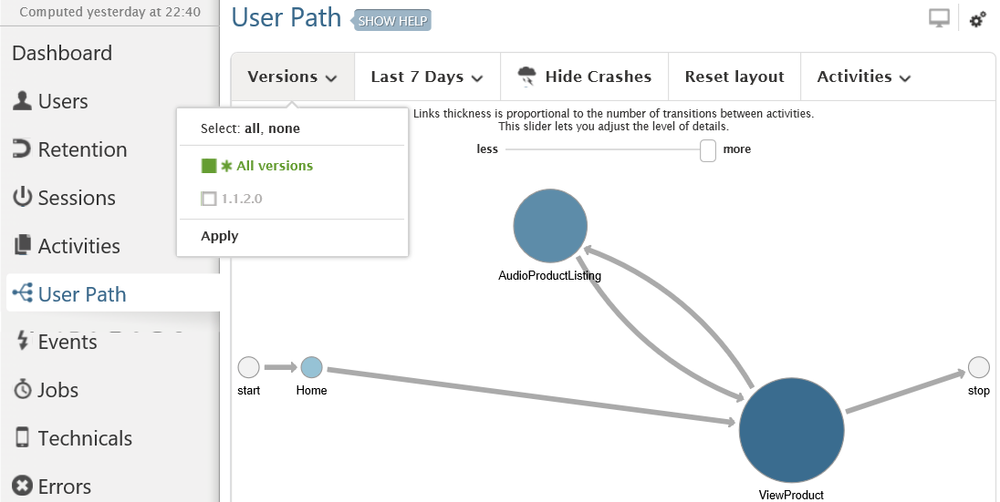 Computed yesterday at 22:40
Dashboard
Users
Retention
Sessions
Activities
User Path
Events
Jobs
Technicals
Errors
User Path SHOW HELP
Versions Last 7 Days Hide Crashes Reset layout Activities
Select: all, none
All versions
1.1.2.0
Apply
Links thickness is proportional to the number of transitions between activities.
This slider lets you adjust the level of details.
less more
AudioProductListing
start
Home
stop
ViewProduct